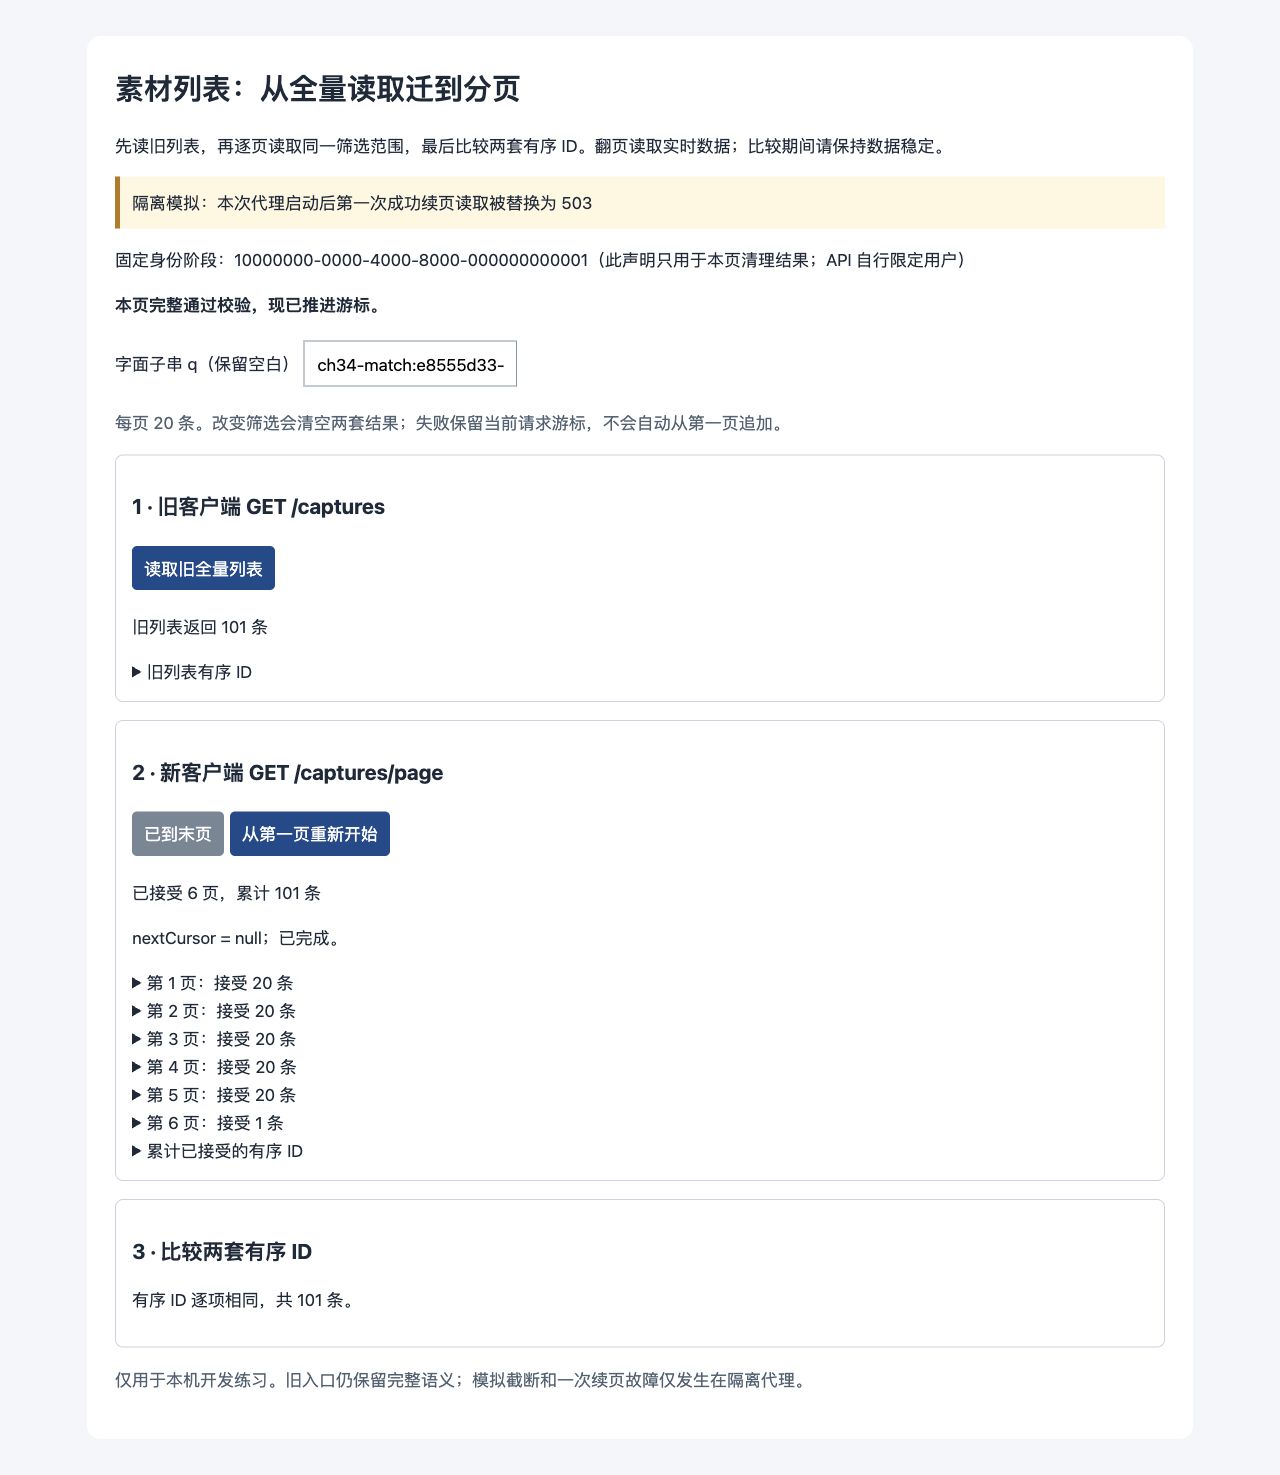 素材列表：从全量读取迁到分页
先读旧列表，再逐页读取同一筛选范围，最后比较两套有序 ID。翻页读取实时数据；比较期间请保持数据稳定。
隔离模拟：本次代理启动后第一次成功续页读取被替换为 503
固定身份阶段：10000000-0000-4000-8000-000000000001（此声明只用于本页清理结果；API 自行限定用户）
本页完整通过校验，现已推进游标。
字面子串 q（保留空白） ch34-match:e8555d33-
每页 20 条。改变筛选会清空两套结果；失败保留当前请求游标，不会自动从第一页追加。
1 · 旧客户端 GET /captures
读取旧全量列表
旧列表返回 101 条
▶ 旧列表有序 ID
2 · 新客户端 GET /captures/page
已到末页 从第一页重新开始
已接受 6 页，累计 101 条
nextCursor = null；已完成。
▶ 第 1 页：接受 20 条
▶ 第 2 页：接受 20 条
▶ 第 3 页：接受 20 条
▶ 第 4 页：接受 20 条
▶ 第 5 页：接受 20 条
▶ 第 6 页：接受 1 条
▶ 累计已接受的有序 ID
3 · 比较两套有序 ID
有序 ID 逐项相同，共 101 条。
仅用于本机开发练习。旧入口仍保留完整语义；模拟截断和一次续页故障仅发生在隔离代理。